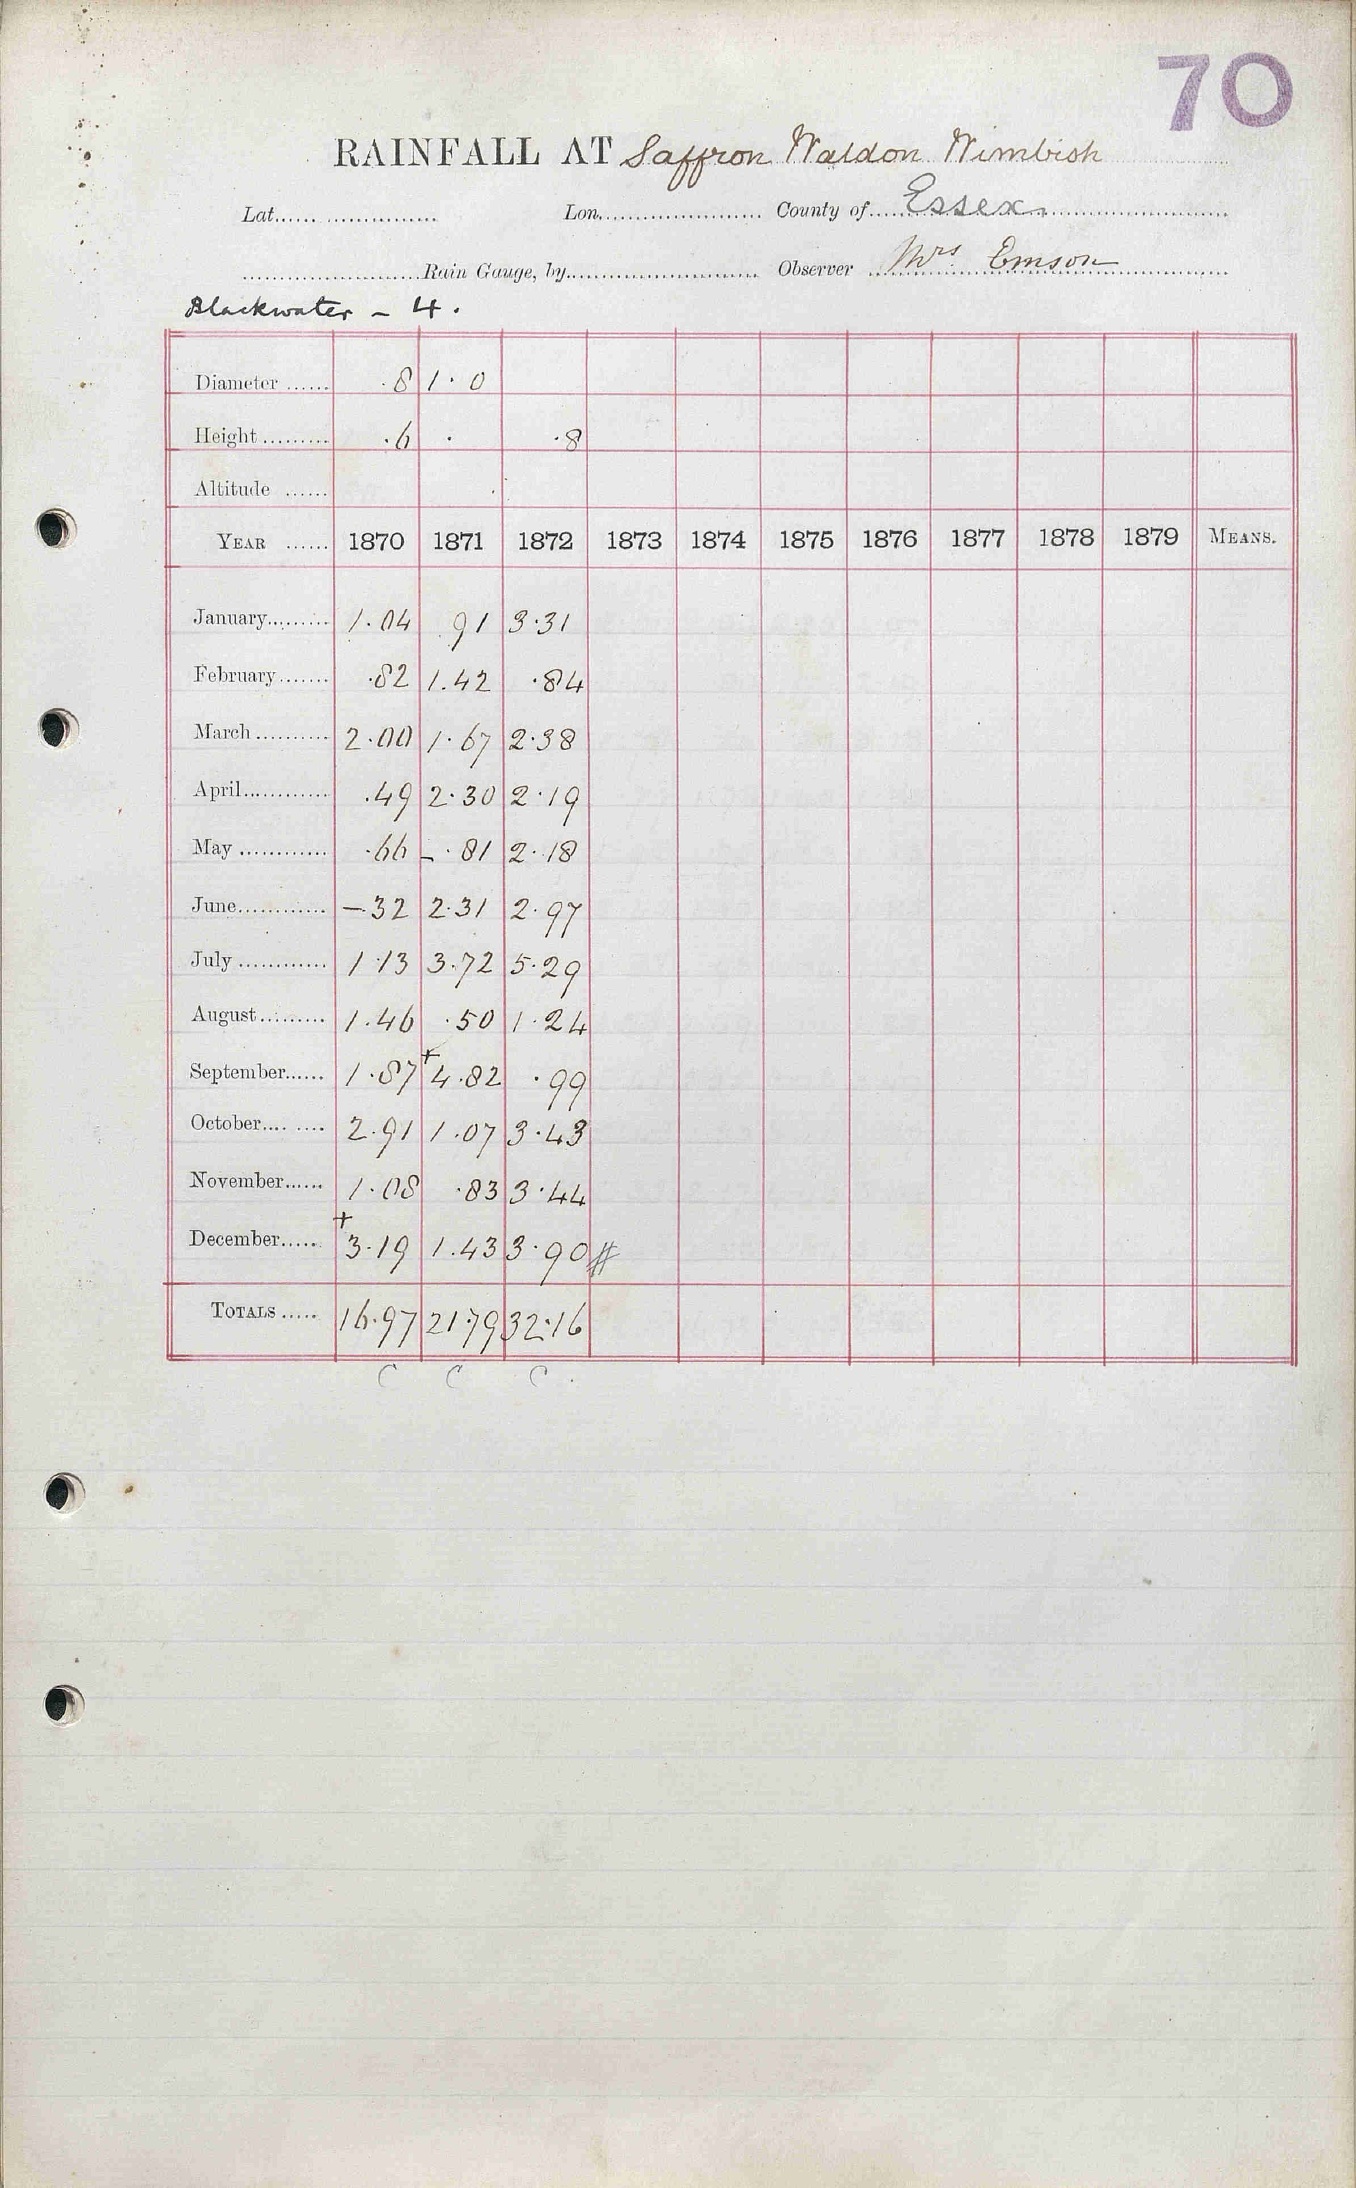 70
RAINFALL AT Saffron Waldon Wimbish
Lat. Lon. County of Essex.
Rain Gauge, by Observer Mrs Emson
Blackwater - 4.
Diameter .8 1.0
Height .6 . .8
Altitude
YEAR 1870 1871 1872 1873 1874 1875 1876 1877 1878 1879 MEANS.
January 1.04 91 3.31
February .82 1.42 .84
March 2.00 1.67 2.38
April .49 2.30 2.19
May .66 -.81 2.18
June -32 2.31 2.97
July 1.13 3.72 5.29
August 1.46 .50 1.24
September 1.87 +4.82 .99
October 2.91 1.07 3.43
November 1.08 .83 3.44
December +3.19 1.43 3.90 #
TOTALS 16.97 21.79 32.16
C C C .